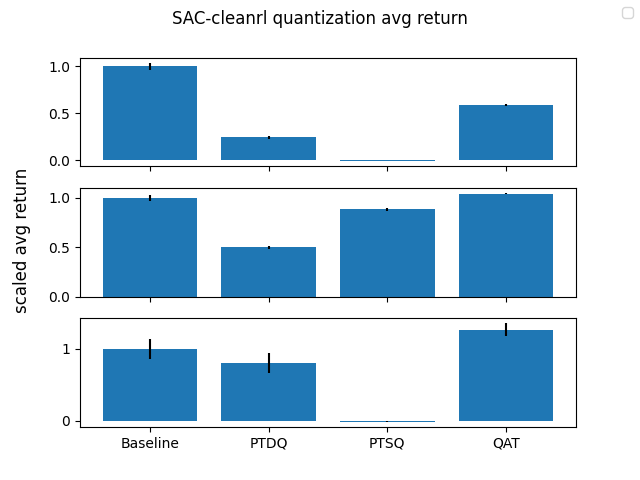 SAC-cleanrl quantization avg return
scaled avg return
1.0
0.5
0.0
1.0
0.5
0.0
1
0
Baseline PTDQ PTSQ QAT